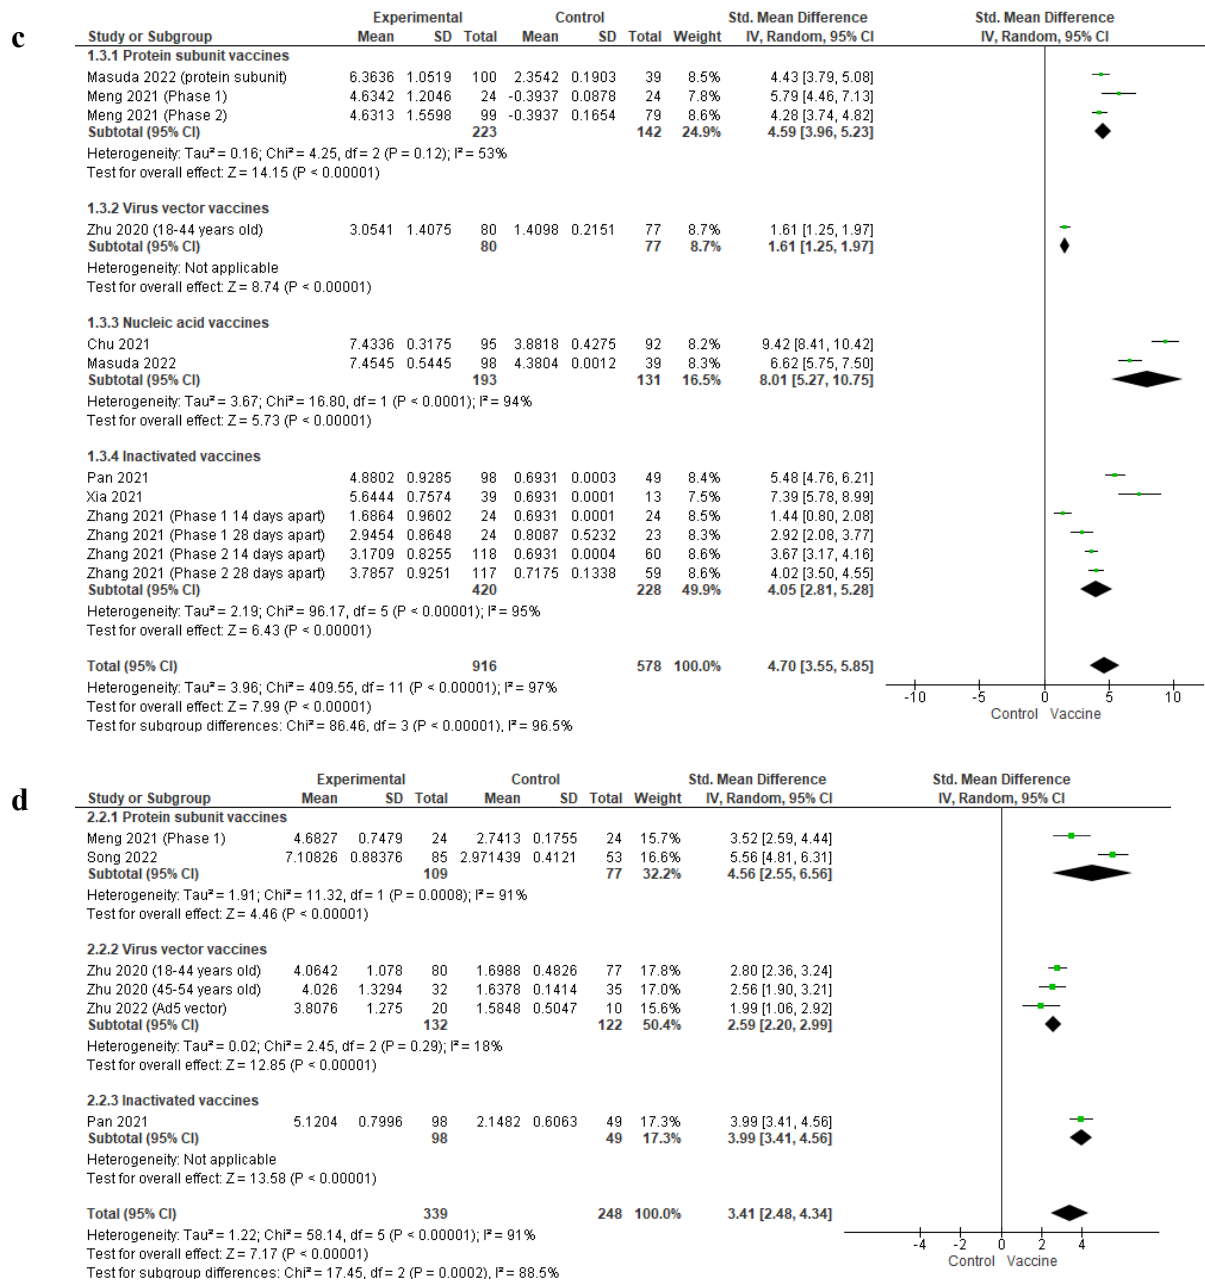 c
Experimental Control Std. Mean Difference Std. Mean Difference
Study or Subgroup Mean SD Total Mean SD Total Weight IV, Random, 95% CI IV, Random, 95% CI
1.3.1 Protein subunit vaccines
Masuda 2022 (protein subunit) 6.3636 1.0519 100 2.3542 0.1903 39 8.5% 4.43 [3.79, 5.08]
Meng 2021 (Phase 1) 4.6342 1.2046 24 -0.3937 0.0878 24 7.8% 5.79 [4.46, 7.13]
Meng 2021 (Phase 2) 4.6313 1.5598 99 -0.3937 0.1654 79 8.6% 4.28 [3.74, 4.82]
Subtotal (95% CI) 223 142 24.9% 4.59 [3.96, 5.23]
Heterogeneity: Tau² = 0.16; Chi² = 4.25, df = 2 (P = 0.12); I² = 53%
Test for overall effect: Z = 14.15 (P < 0.00001)
1.3.2 Virus vector vaccines
Zhu 2020 (18-44 years old) 3.0541 1.4075 80 1.4098 0.2151 77 8.7% 1.61 [1.25, 1.97]
Subtotal (95% CI) 80 77 8.7% 1.61 [1.25, 1.97]
Heterogeneity: Not applicable
Test for overall effect: Z = 8.74 (P < 0.00001)
1.3.3 Nucleic acid vaccines
Chu 2021 7.4336 0.3175 95 3.8818 0.4275 92 8.2% 9.42 [8.41, 10.42]
Masuda 2022 7.4545 0.5445 98 4.3804 0.0012 39 8.3% 6.62 [5.75, 7.50]
Subtotal (95% CI) 193 131 16.5% 8.01 [5.27, 10.75]
Heterogeneity: Tau² = 3.67; Chi² = 16.80, df = 1 (P < 0.0001); I² = 94%
Test for overall effect: Z = 5.73 (P < 0.00001)
1.3.4 Inactivated vaccines
Pan 2021 4.8802 0.9285 98 0.6931 0.0003 49 8.4% 5.48 [4.76, 6.21]
Xia 2021 5.6444 0.7574 39 0.6931 0.0001 13 7.5% 7.39 [5.78, 8.99]
Zhang 2021 (Phase 1 14 days apart) 1.6864 0.9602 24 0.6931 0.0001 24 8.5% 1.44 [0.80, 2.08]
Zhang 2021 (Phase 1 28 days apart) 2.9454 0.8648 24 0.8087 0.5232 23 8.3% 2.92 [2.08, 3.77]
Zhang 2021 (Phase 2 14 days apart) 3.1709 0.8255 118 0.6931 0.0004 60 8.6% 3.67 [3.17, 4.16]
Zhang 2021 (Phase 2 28 days apart) 3.7857 0.9251 117 0.7175 0.1338 59 8.6% 4.02 [3.50, 4.55]
Subtotal (95% CI) 420 228 49.9% 4.05 [2.81, 5.28]
Heterogeneity: Tau² = 2.19; Chi² = 96.17, df = 5 (P < 0.00001); I² = 95%
Test for overall effect: Z = 6.43 (P < 0.00001)
Total (95% CI) 916 578 100.0% 4.70 [3.55, 5.85]
Heterogeneity: Tau² = 3.96; Chi² = 409.55, df = 11 (P < 0.00001); I² = 97%
Test for overall effect: Z = 7.99 (P < 0.00001)
Test for subgroup differences: Chi² = 86.46, df = 3 (P < 0.00001), I² = 96.5%
-10 -5 0 5 10
Control Vaccine
d
Experimental Control Std. Mean Difference Std. Mean Difference
Study or Subgroup Mean SD Total Mean SD Total Weight IV, Random, 95% CI IV, Random, 95% CI
2.2.1 Protein subunit vaccines
Meng 2021 (Phase 1) 4.6827 0.7479 24 2.7413 0.1755 24 15.7% 3.52 [2.59, 4.44]
Song 2022 7.10826 0.88376 85 2.971439 0.4121 53 16.6% 5.56 [4.81, 6.31]
Subtotal (95% CI) 109 77 32.2% 4.56 [2.55, 6.56]
Heterogeneity: Tau² = 1.91; Chi² = 11.32, df = 1 (P = 0.0008); I² = 91%
Test for overall effect: Z = 4.46 (P < 0.00001)
2.2.2 Virus vector vaccines
Zhu 2020 (18-44 years old) 4.0642 1.078 80 1.6988 0.4826 77 17.8% 2.80 [2.36, 3.24]
Zhu 2020 (45-54 years old) 4.026 1.3294 32 1.6378 0.1414 35 17.0% 2.56 [1.90, 3.21]
Zhu 2022 (Ad5 vector) 3.8076 1.275 20 1.5848 0.5047 10 15.6% 1.99 [1.06, 2.92]
Subtotal (95% CI) 132 122 50.4% 2.59 [2.20, 2.99]
Heterogeneity: Tau² = 0.02; Chi² = 2.45, df = 2 (P = 0.29); I² = 18%
Test for overall effect: Z = 12.85 (P < 0.00001)
2.2.3 Inactivated vaccines
Pan 2021 5.1204 0.7996 98 2.1482 0.6063 49 17.3% 3.99 [3.41, 4.56]
Subtotal (95% CI) 98 49 17.3% 3.99 [3.41, 4.56]
Heterogeneity: Not applicable
Test for overall effect: Z = 13.58 (P < 0.00001)
Total (95% CI) 339 248 100.0% 3.41 [2.48, 4.34]
Heterogeneity: Tau² = 1.22; Chi² = 58.14, df = 5 (P < 0.00001); I² = 91%
Test for overall effect: Z = 7.17 (P < 0.00001)
Test for subgroup differences: Chi² = 17.45, df = 2 (P = 0.0002), I² = 88.5%
-4 -2 0 2 4
Control Vaccine